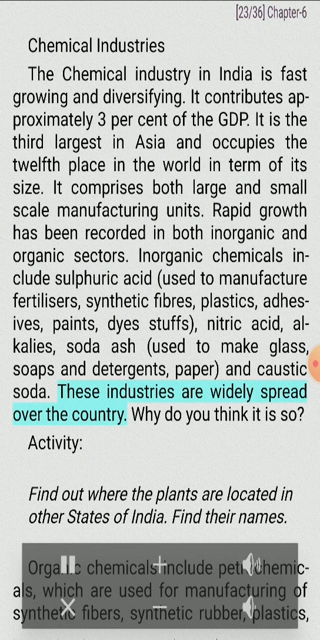 [23/36] Chapter-6
Chemical Industries
The Chemical industry in India is fast
growing and diversifying. It contributes ap-
proximately 3 per cent of the GDP. It is the
third largest in Asia and occupies the
twelfth place in the world in term of its
size. It comprises both large and small
scale manufacturing units. Rapid growth
has been recorded in both inorganic and
organic sectors. Inorganic chemicals in-
clude sulphuric acid (used to manufacture
fertilisers, synthetic fibres, plastics, adhes-
ives, paints, dyes stuffs), nitric acid, al-
kalies, soda ash (used to make glass,
soaps and detergents, paper) and caustic
soda. These industries are widely spread
over the country. Why do you think it is so?
Activity:
Find out where the plants are located in
other States of India. Find their names.
Organic chemicals include petrochemic-
als, which are used for manufacturing of
synthetic fibers, synthetic rubber, plastics,